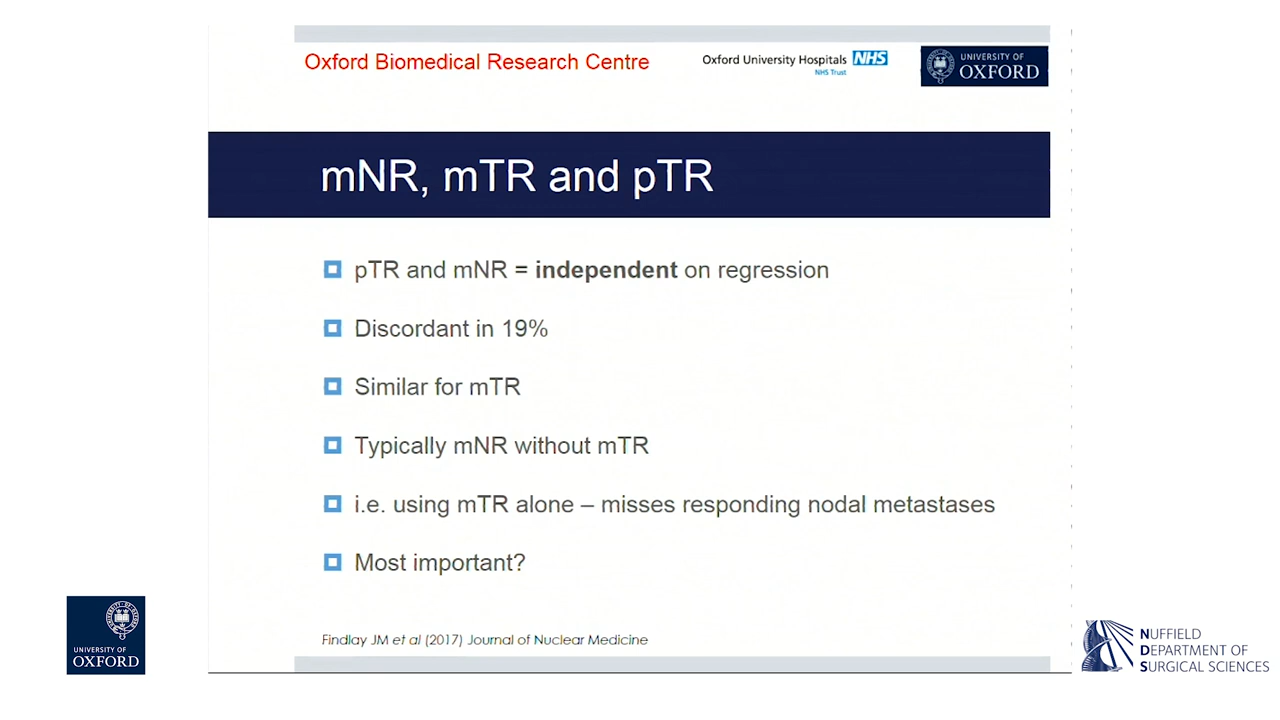 Oxford Biomedical Research Centre
Oxford University Hospitals NHS
NHS Trust
UNIVERSITY OF
OXFORD
mNR, mTR and pTR
pTR and mNR = independent on regression
Discordant in 19%
Similar for mTR
Typically mNR without mTR
i.e. using mTR alone – misses responding nodal metastases
Most important?
Findlay JM et al (2017) Journal of Nuclear Medicine
UNIVERSITY OF
OXFORD
NUFFIELD
DEPARTMENT OF
SURGICAL SCIENCES